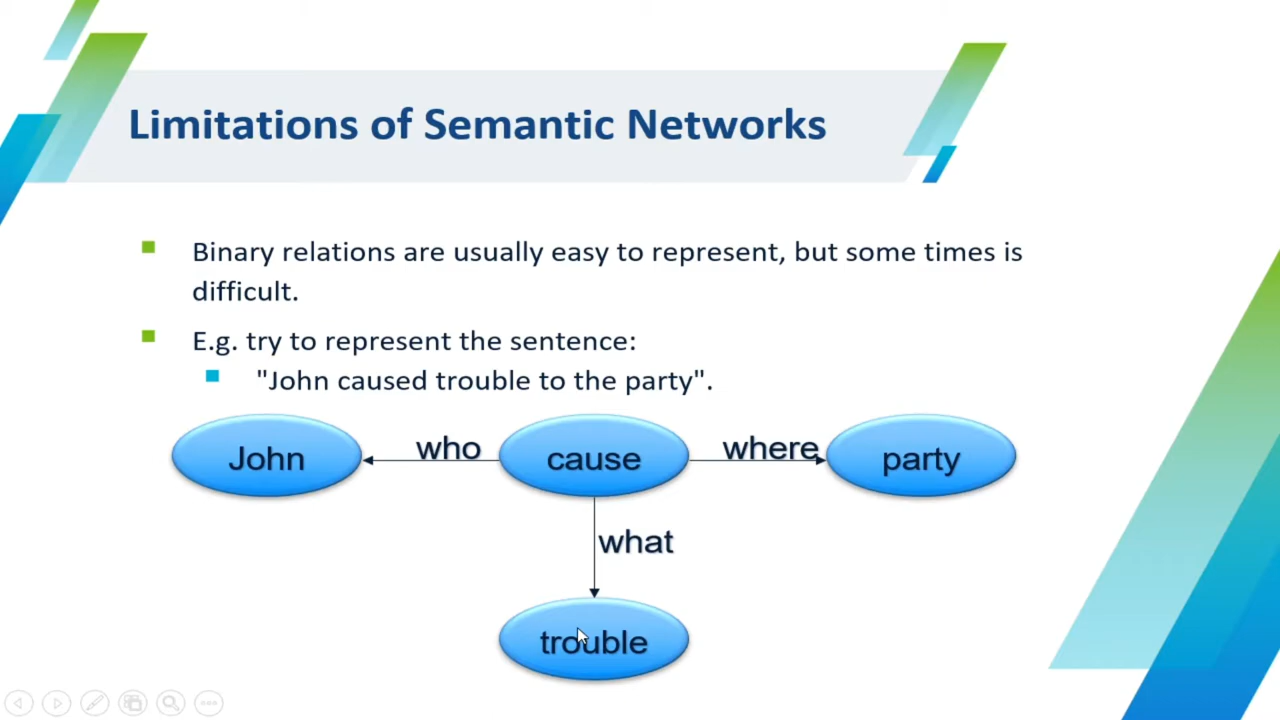 Limitations of Semantic Networks
Binary relations are usually easy to represent, but some times is
difficult.
E.g. try to represent the sentence:
"John caused trouble to the party".
John
who
cause
where
party
what
trouble